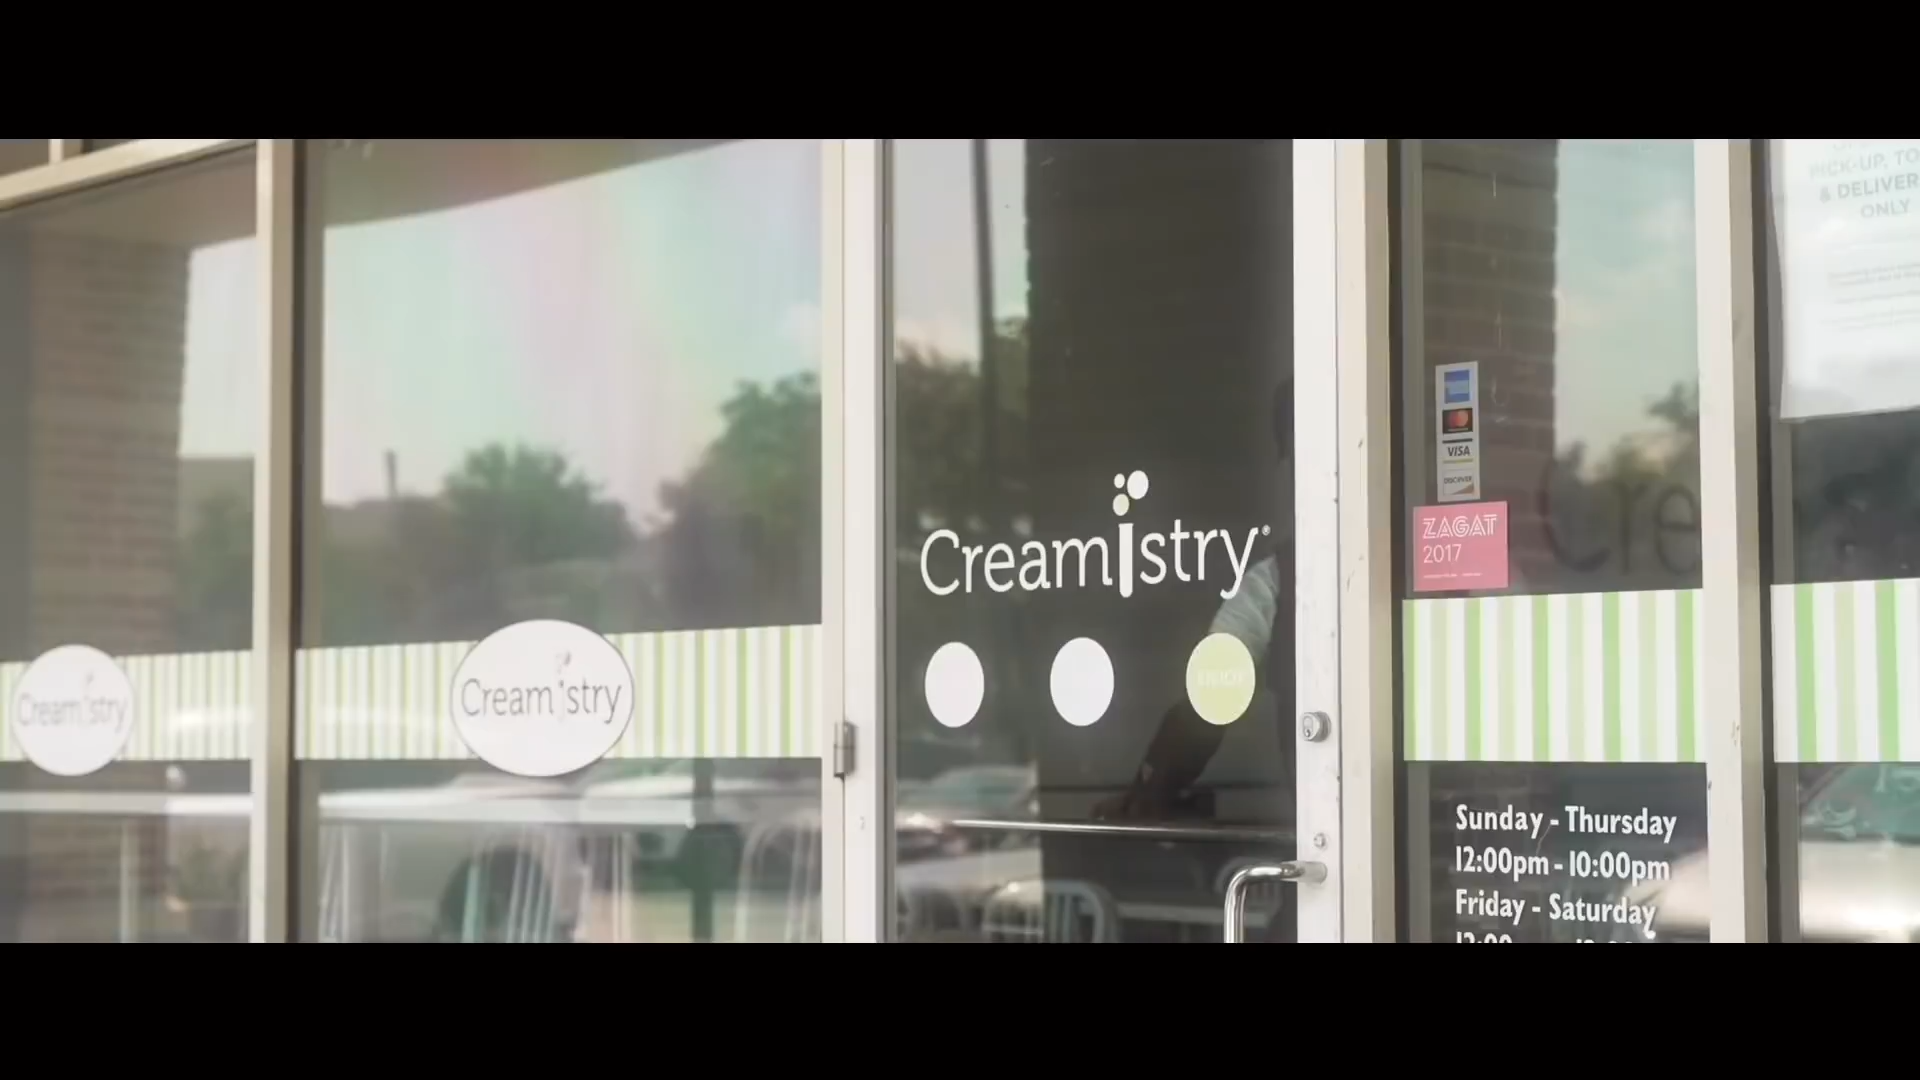 PICK-UP, TO
& DELIVER
ONLY
VISA
DISCOVER
ZAGAT
2017
Creamistry
Creamistry
Creamistry
Cre
Sunday - Thursday
12:00pm - 10:00pm
Friday - Saturday